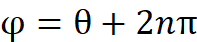 φ = θ + 2nπ